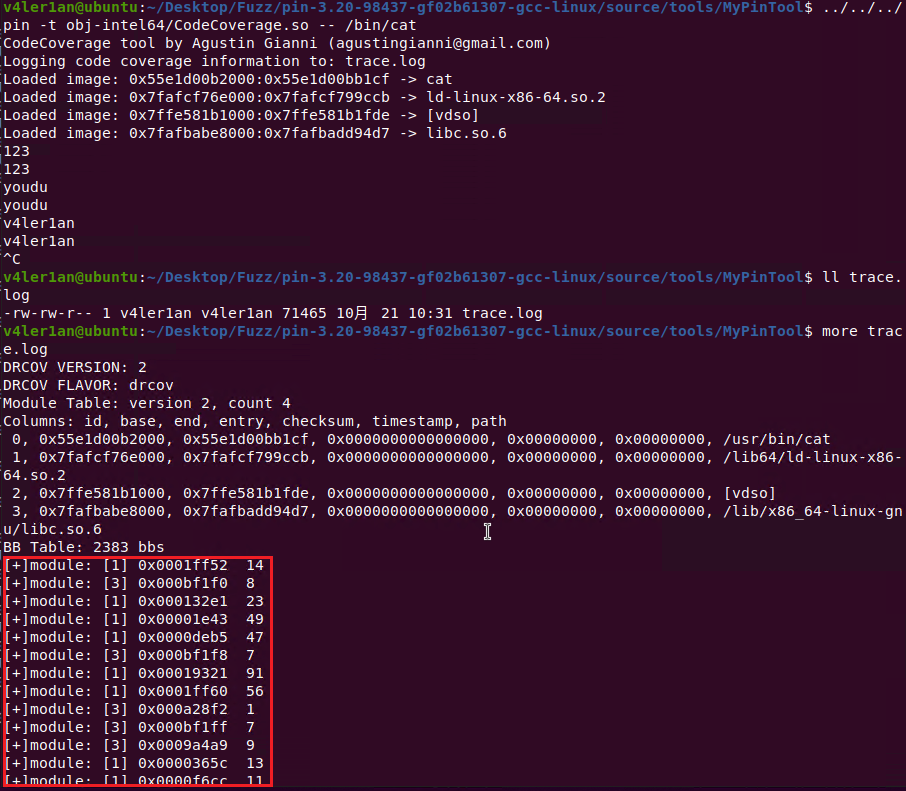 v4ler1an@ubuntu:~/Desktop/Fuzz/pin-3.20-98437-gf02b61307-gcc-linux/source/tools/MyPinTool$ ../../../
pin -t obj-intel64/CodeCoverage.so -- /bin/cat
CodeCoverage tool by Agustin Gianni (agustingianni@gmail.com)
Logging code coverage information to: trace.log
Loaded image: 0x55e1d00b2000:0x55e1d00bb1cf -> cat
Loaded image: 0x7fafcf76e000:0x7fafcf799ccb -> ld-linux-x86-64.so.2
Loaded image: 0x7ffe581b1000:0x7ffe581b1fde -> [vdso]
Loaded image: 0x7fafbabe8000:0x7fafbadd94d7 -> libc.so.6
123
123
youdu
youdu
v4ler1an
v4ler1an
^C
v4ler1an@ubuntu:~/Desktop/Fuzz/pin-3.20-98437-gf02b61307-gcc-linux/source/tools/MyPinTool$ ll trace.
log
-rw-rw-r-- 1 v4ler1an v4ler1an 71465 10月 21 10:31 trace.log
v4ler1an@ubuntu:~/Desktop/Fuzz/pin-3.20-98437-gf02b61307-gcc-linux/source/tools/MyPinTool$ more trac
e.log
DRCOV VERSION: 2
DRCOV FLAVOR: drcov
Module Table: version 2, count 4
Columns: id, base, end, entry, checksum, timestamp, path
0, 0x55e1d00b2000, 0x55e1d00bb1cf, 0x0000000000000000, 0x00000000, 0x00000000, /usr/bin/cat
1, 0x7fafcf76e000, 0x7fafcf799ccb, 0x0000000000000000, 0x00000000, 0x00000000, /lib64/ld-linux-x86-
64.so.2
2, 0x7ffe581b1000, 0x7ffe581b1fde, 0x0000000000000000, 0x00000000, 0x00000000, [vdso]
3, 0x7fafbabe8000, 0x7fafbadd94d7, 0x0000000000000000, 0x00000000, 0x00000000, /lib/x86_64-linux-gn
u/libc.so.6
BB Table: 2383 bbs
[+]module: [1] 0x0001ff52 14
[+]module: [3] 0x000bf1f0 8
[+]module: [1] 0x000132e1 23
[+]module: [1] 0x00001e43 49
[+]module: [1] 0x0000deb5 47
[+]module: [3] 0x000bf1f8 7
[+]module: [1] 0x00019321 91
[+]module: [1] 0x0001ff60 56
[+]module: [3] 0x000a28f2 1
[+]module: [3] 0x000bf1ff 7
[+]module: [3] 0x0009a4a9 9
[+]module: [1] 0x0000365c 13
[+]module: [1] 0x0000f6cc 11